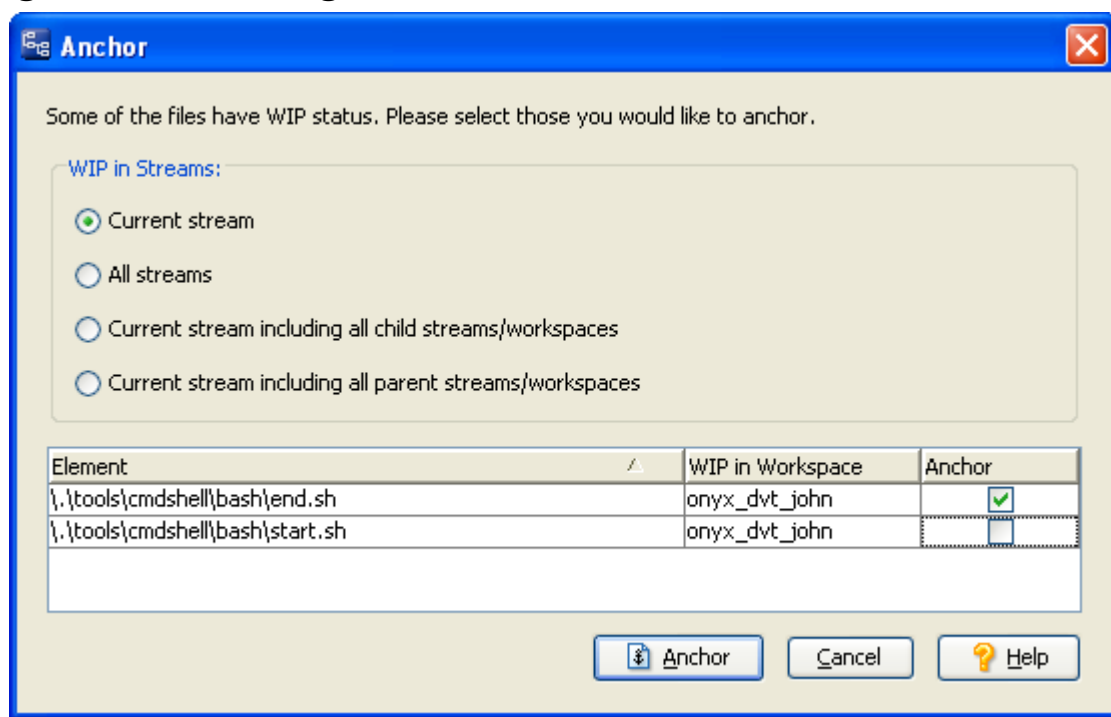 Anchor
Some of the files have WIP status. Please select those you would like to anchor.
WIP in Streams:
Current stream
All streams
Current stream including all child streams/workspaces
Current stream including all parent streams/workspaces
Element WIP in Workspace Anchor
\.\tools\cmdshell\bash\end.sh onyx_dvt_john
\.\tools\cmdshell\bash\start.sh onyx_dvt_john
Anchor Cancel Help